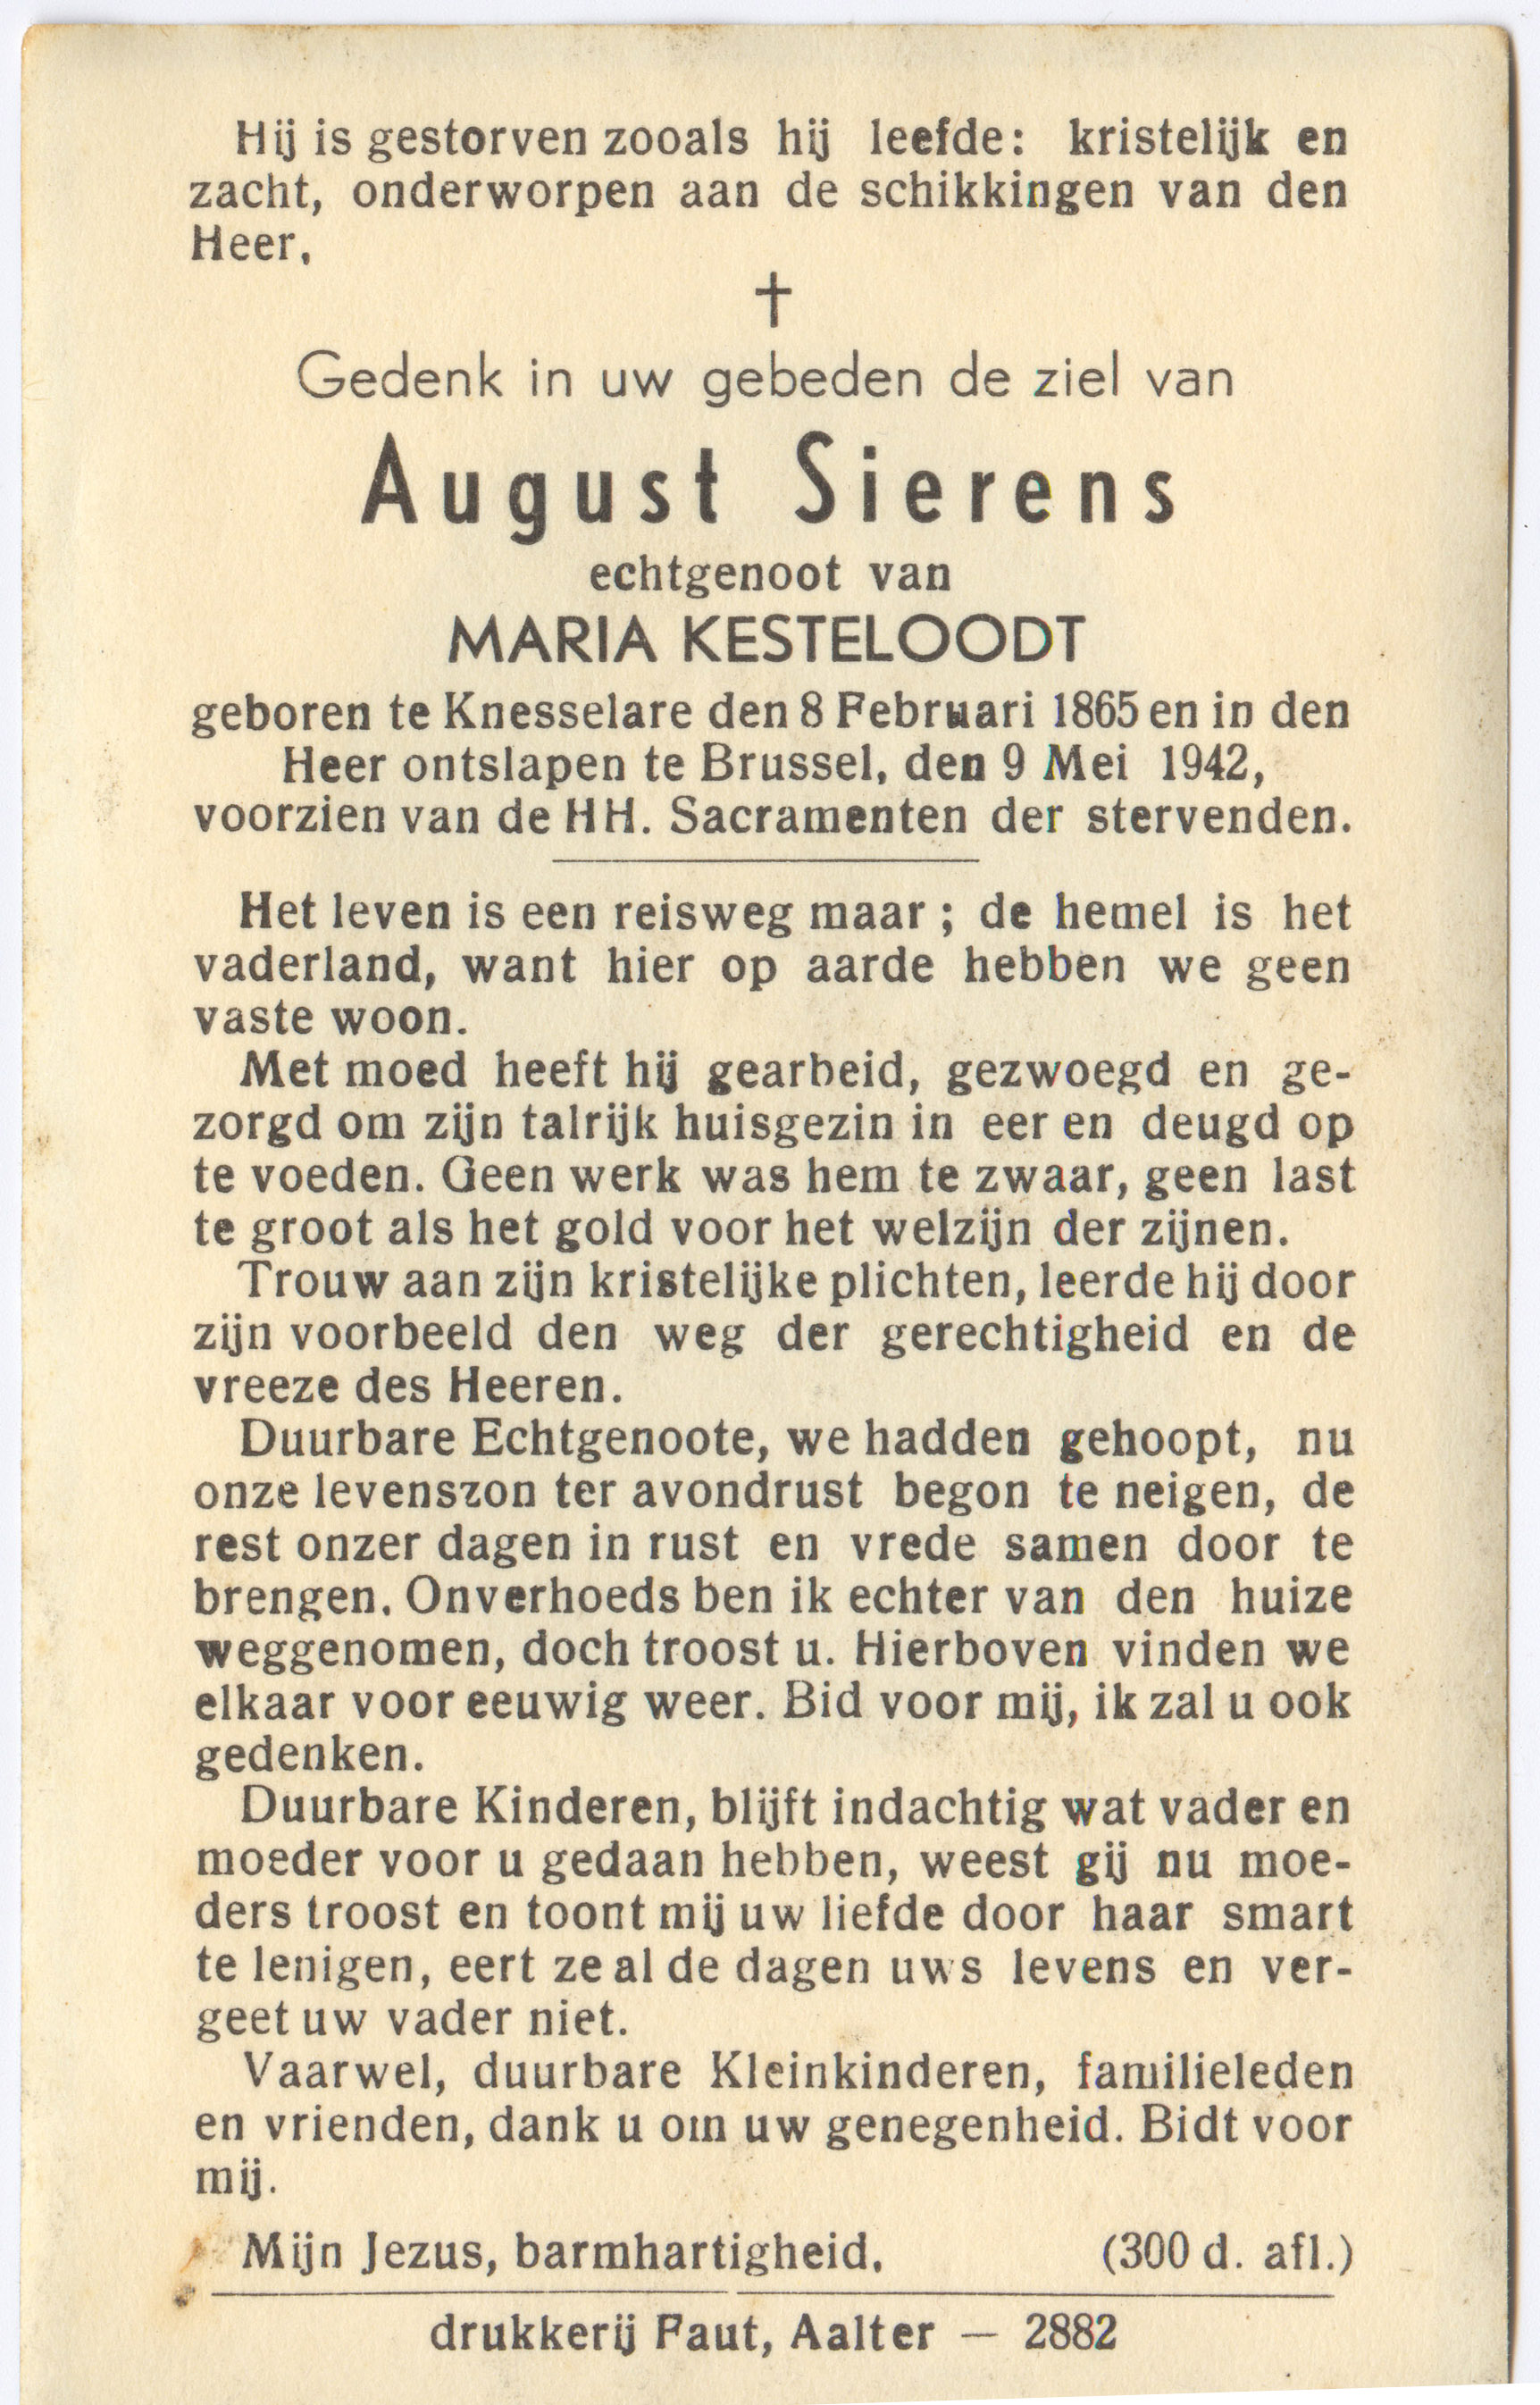 Hij is gestorven zooals hij leefde: kristelijk en
zacht, onderworpen aan de schikkingen van den
Heer,
†
Gedenk in uw gebeden de ziel van
August Sierens
echtgenoot van
MARIA KESTELOODT
geboren te Knesselare den 8 Februari 1865 en in den
Heer ontslapen te Brussel, den 9 Mei 1942,
voorzien van de HH. Sacramenten der stervenden.
Het leven is een reisweg maar ; de hemel is het
vaderland, want hier op aarde hebben we geen
vaste woon.
Met moed heeft hij gearbeid, gezwoegd en ge-
zorgd om zijn talrijk huisgezin in eer en deugd op
te voeden. Geen werk was hem te zwaar, geen last
te groot als het gold voor het welzijn der zijnen.
Trouw aan zijn kristelijke plichten, leerde hij door
zijn voorbeeld den weg der gerechtigheid en de
vreeze des Heeren.
Duurbare Echtgenoote, we hadden gehoopt, nu
onze levenszon ter avondrust begon te neigen, de
rest onzer dagen in rust en vrede samen door te
brengen. Onverhoeds ben ik echter van den huize
weggenomen, doch troost u. Hierboven vinden we
elkaar voor eeuwig weer. Bid voor mij, ik zal u ook
gedenken.
Duurbare Kinderen, blijft indachtig wat vader en
moeder voor u gedaan hebben, weest gij nu moe-
ders troost en toont mij uw liefde door haar smart
te lenigen, eert ze al de dagen uws levens en ver-
geet uw vader niet.
Vaarwel, duurbare Kleinkinderen, familieleden
en vrienden, dank u om uw genegenheid. Bidt voor
mij.
Mijn Jezus, barmhartigheid. (300 d. afl.)
drukkerij Faut, Aalter — 2882